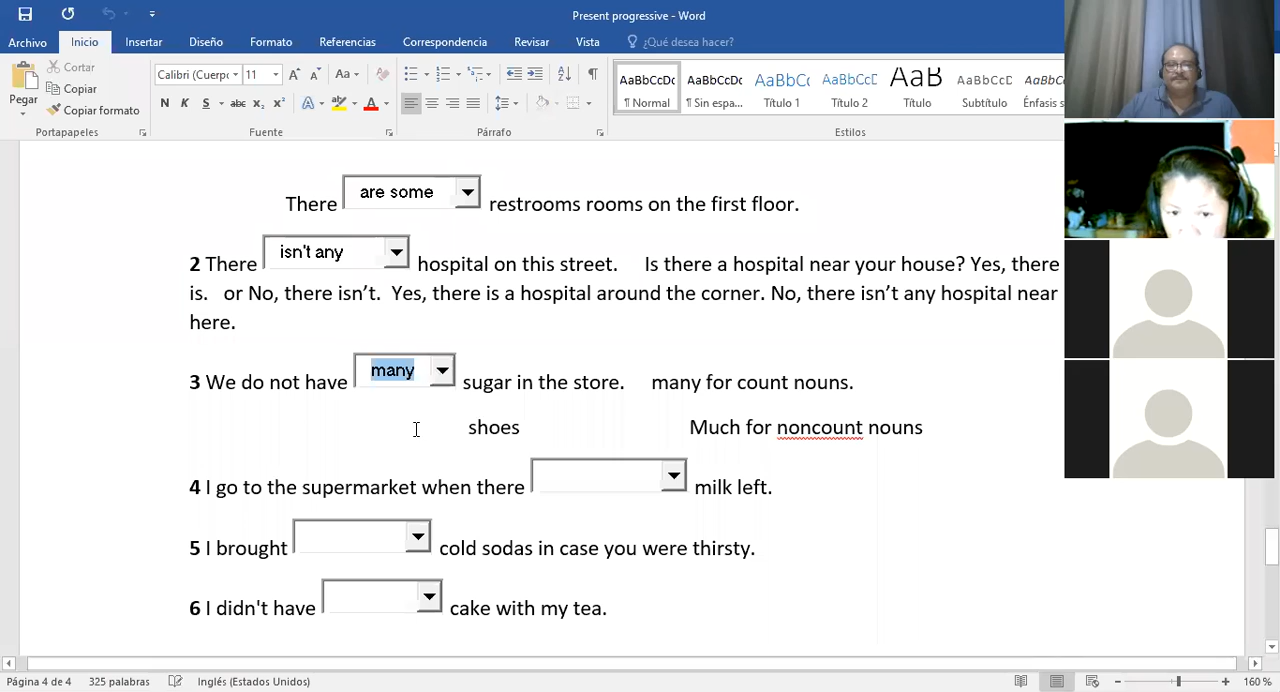 Present progressive - Word
Archivo Inicio Insertar Diseño Formato Referencias Correspondencia Revisar Vista ¿Qué desea hacer?
Pegar
Cortar
Copiar
Copiar formato
Portapapeles
Calibri (Cuerpo 11
N K S abc x₂ x²
Fuente
Párrafo
AaBbCcDc AaBbCcDc AaBbC AaBbCcD AaB AaBbCcD AaBbCcD
¶ Normal ¶ Sin espa... Título 1 Título 2 Título Subtítulo Énfasis s
Estilos
There are some restrooms rooms on the first floor.
2 There isn't any hospital on this street. Is there a hospital near your house? Yes, there
is. or No, there isn’t. Yes, there is a hospital around the corner. No, there isn’t any hospital near
here.
3 We do not have many sugar in the store. many for count nouns.
shoes Much for noncount nouns
4 I go to the supermarket when there milk left.
5 I brought cold sodas in case you were thirsty.
6 I didn't have cake with my tea.
Página 4 de 4 325 palabras Inglés (Estados Unidos) 160 %